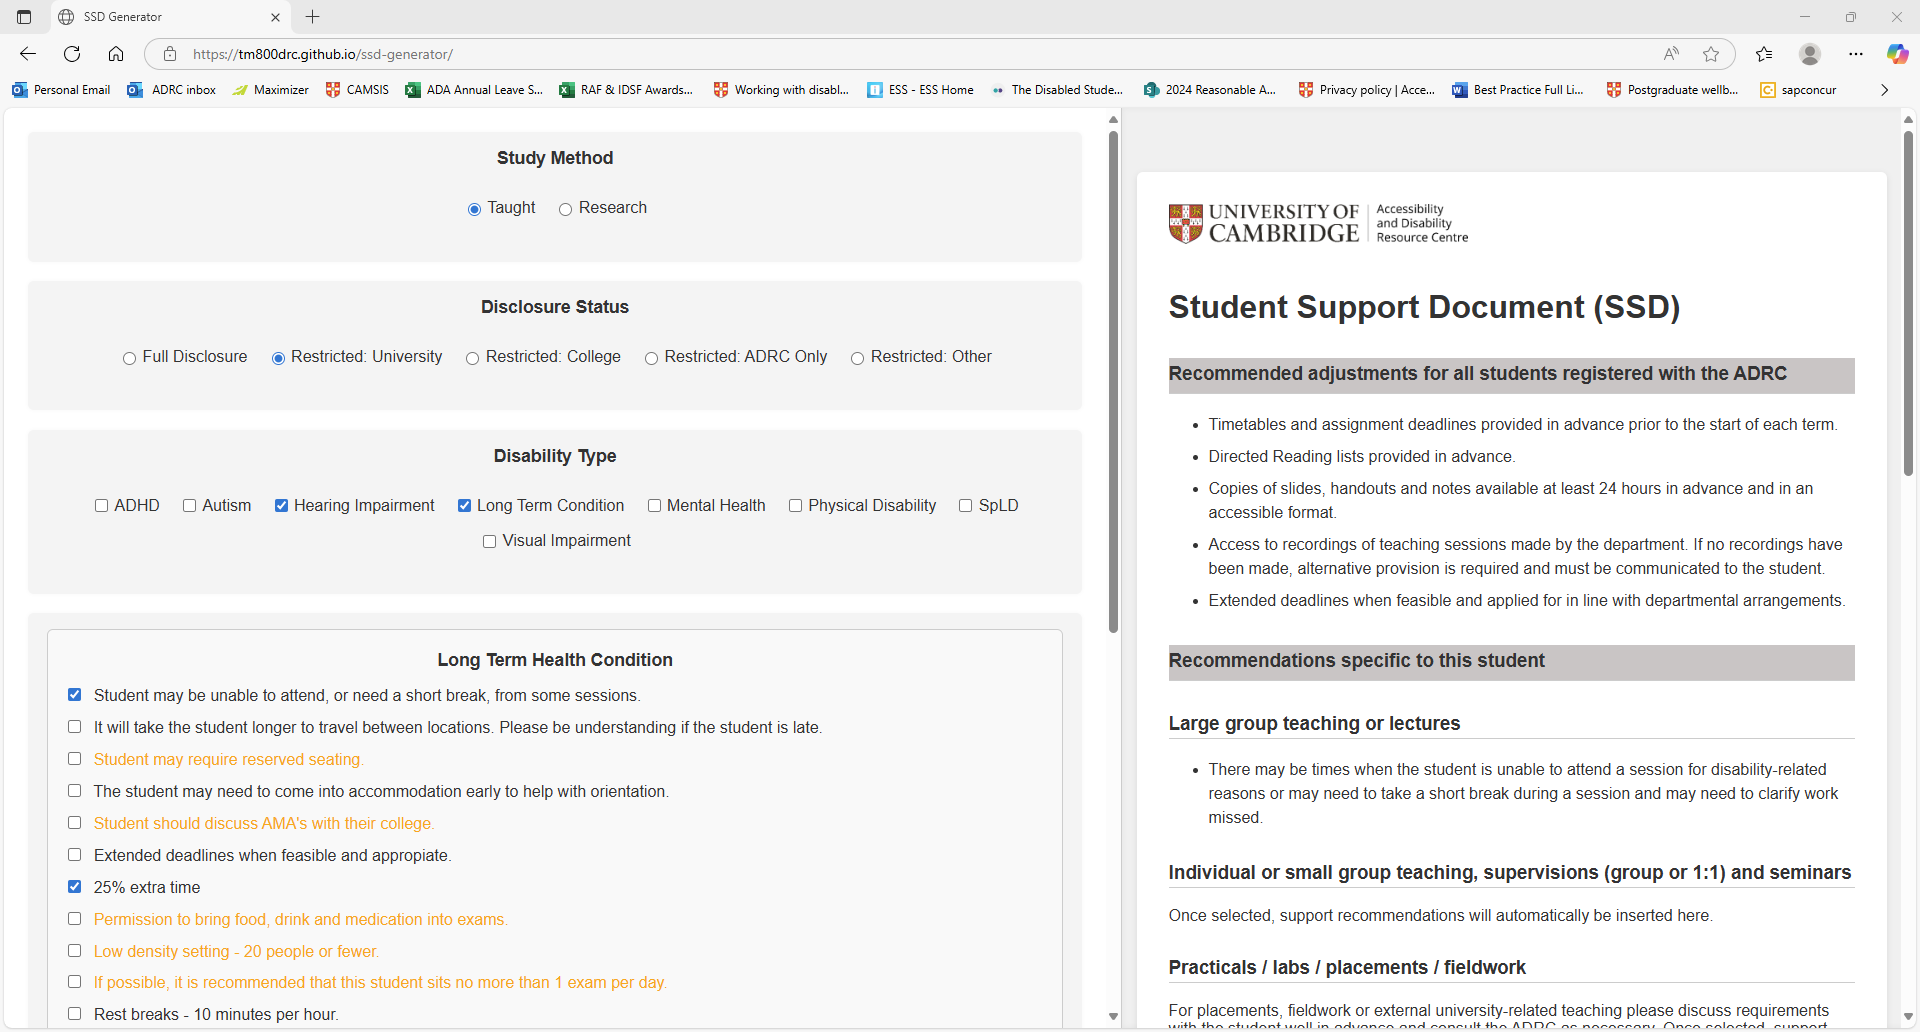 SSD Generator
https://tm800drc.github.io/ssd-generator/
Personal Email ADRC inbox Maximizer CAMSIS ADA Annual Leave S... RAF & IDSF Awards... Working with disabl... ESS - ESS Home The Disabled Stude... 2024 Reasonable A... Privacy policy | Acce... Best Practice Full Li... Postgraduate wellb... sapconcur
Study Method
Taught Research
Disclosure Status
Full Disclosure Restricted: University Restricted: College Restricted: ADRC Only Restricted: Other
Disability Type
ADHD Autism Hearing Impairment Long Term Condition Mental Health Physical Disability SpLD
Visual Impairment
Long Term Health Condition
Student may be unable to attend, or need a short break, from some sessions.
It will take the student longer to travel between locations. Please be understanding if the student is late.
Student may require reserved seating.
The student may need to come into accommodation early to help with orientation.
Student should discuss AMA's with their college.
Extended deadlines when feasible and appropiate.
25% extra time
Permission to bring food, drink and medication into exams.
Low density setting - 20 people or fewer.
If possible, it is recommended that this student sits no more than 1 exam per day.
Rest breaks - 10 minutes per hour.
UNIVERSITY OF
CAMBRIDGE
Accessibility
and Disability
Resource Centre
Student Support Document (SSD)
Recommended adjustments for all students registered with the ADRC
• Timetables and assignment deadlines provided in advance prior to the start of each term.
• Directed Reading lists provided in advance.
• Copies of slides, handouts and notes available at least 24 hours in advance and in an
accessible format.
• Access to recordings of teaching sessions made by the department. If no recordings have
been made, alternative provision is required and must be communicated to the student.
• Extended deadlines when feasible and applied for in line with departmental arrangements.
Recommendations specific to this student
Large group teaching or lectures
• There may be times when the student is unable to attend a session for disability-related
reasons or may need to take a short break during a session and may need to clarify work
missed.
Individual or small group teaching, supervisions (group or 1:1) and seminars
Once selected, support recommendations will automatically be inserted here.
Practicals / labs / placements / fieldwork
For placements, fieldwork or external university-related teaching please discuss requirements
with the student well in advance and consult the ADRC as necessary. Once selected, support